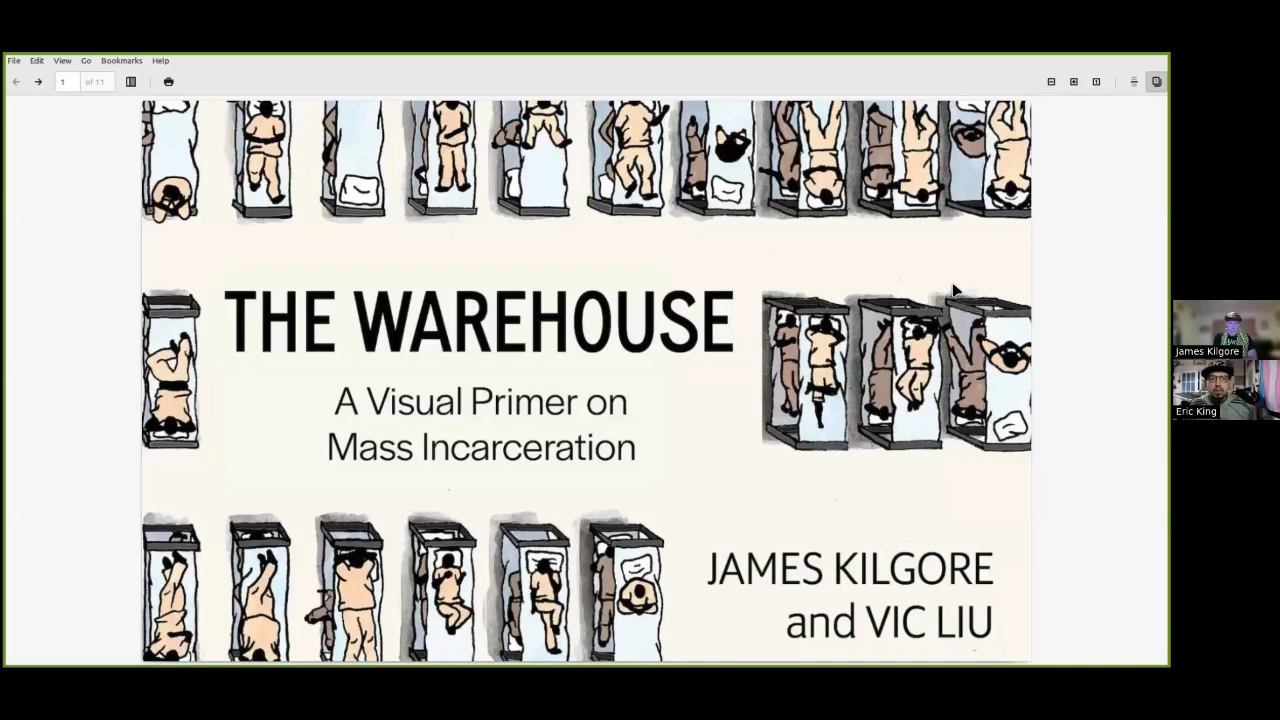 File Edit View Go Bookmarks Help
1 of 11
THE WAREHOUSE
A Visual Primer on
Mass Incarceration
JAMES KILGORE
and VIC LIU
James Kilgore
Eric King